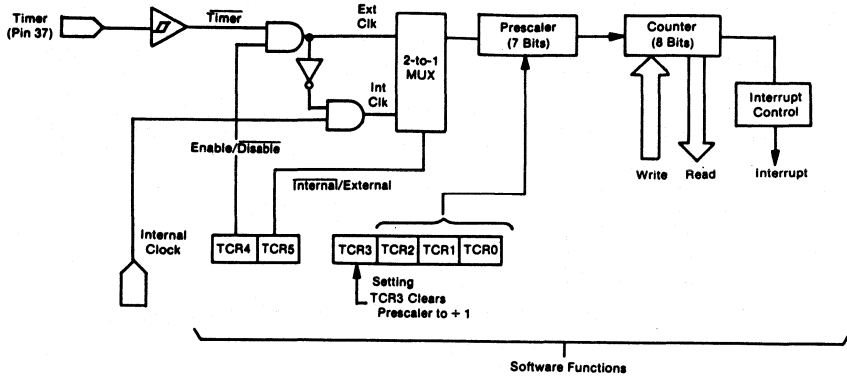 Timer
(Pin 37)
Timer
Ext
Clk
2-to-1
MUX
Prescaler
(7 Bits)
Counter
(8 Bits)
Int
Clk
Interrupt
Control
Enable/Disable
Internal/External
Write
Read
Interrupt
Internal
Clock
TCR4
TCR5
TCR3
TCR2
TCR1
TCR0
Setting
TCR3 Clears
Prescaler to ÷ 1
Software Functions